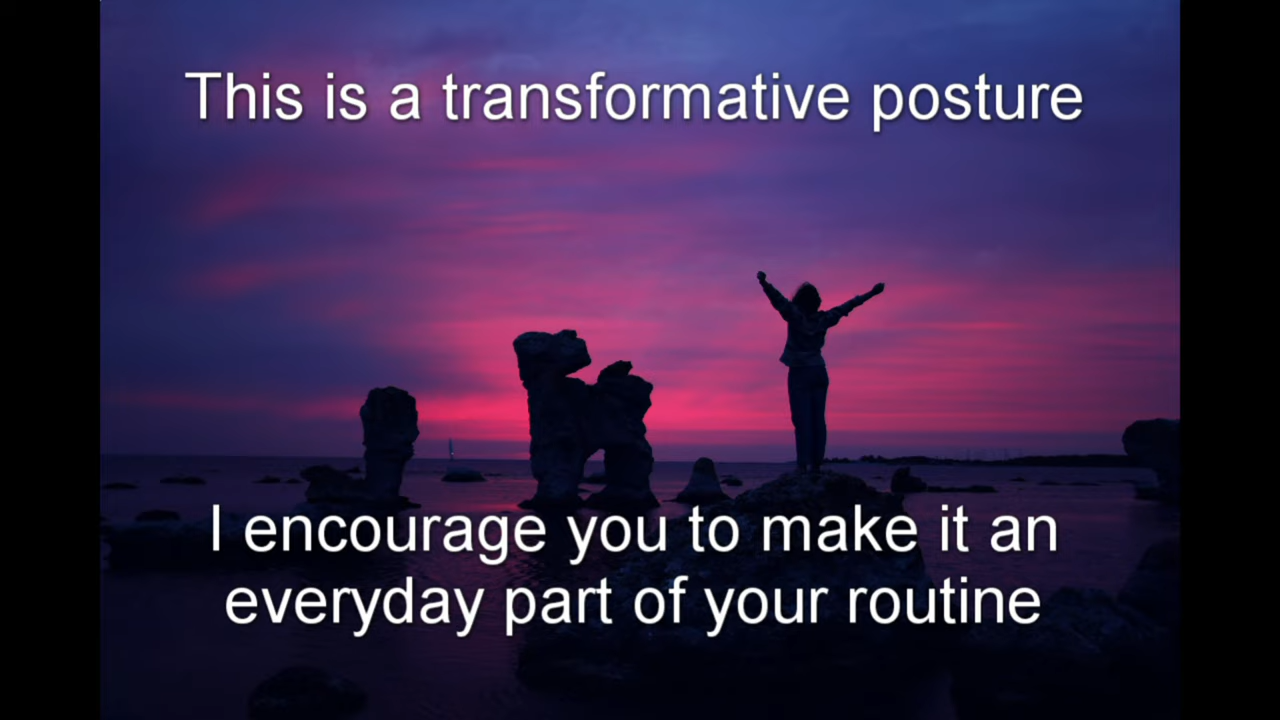 This is a transformative posture
I encourage you to make it an
everyday part of your routine